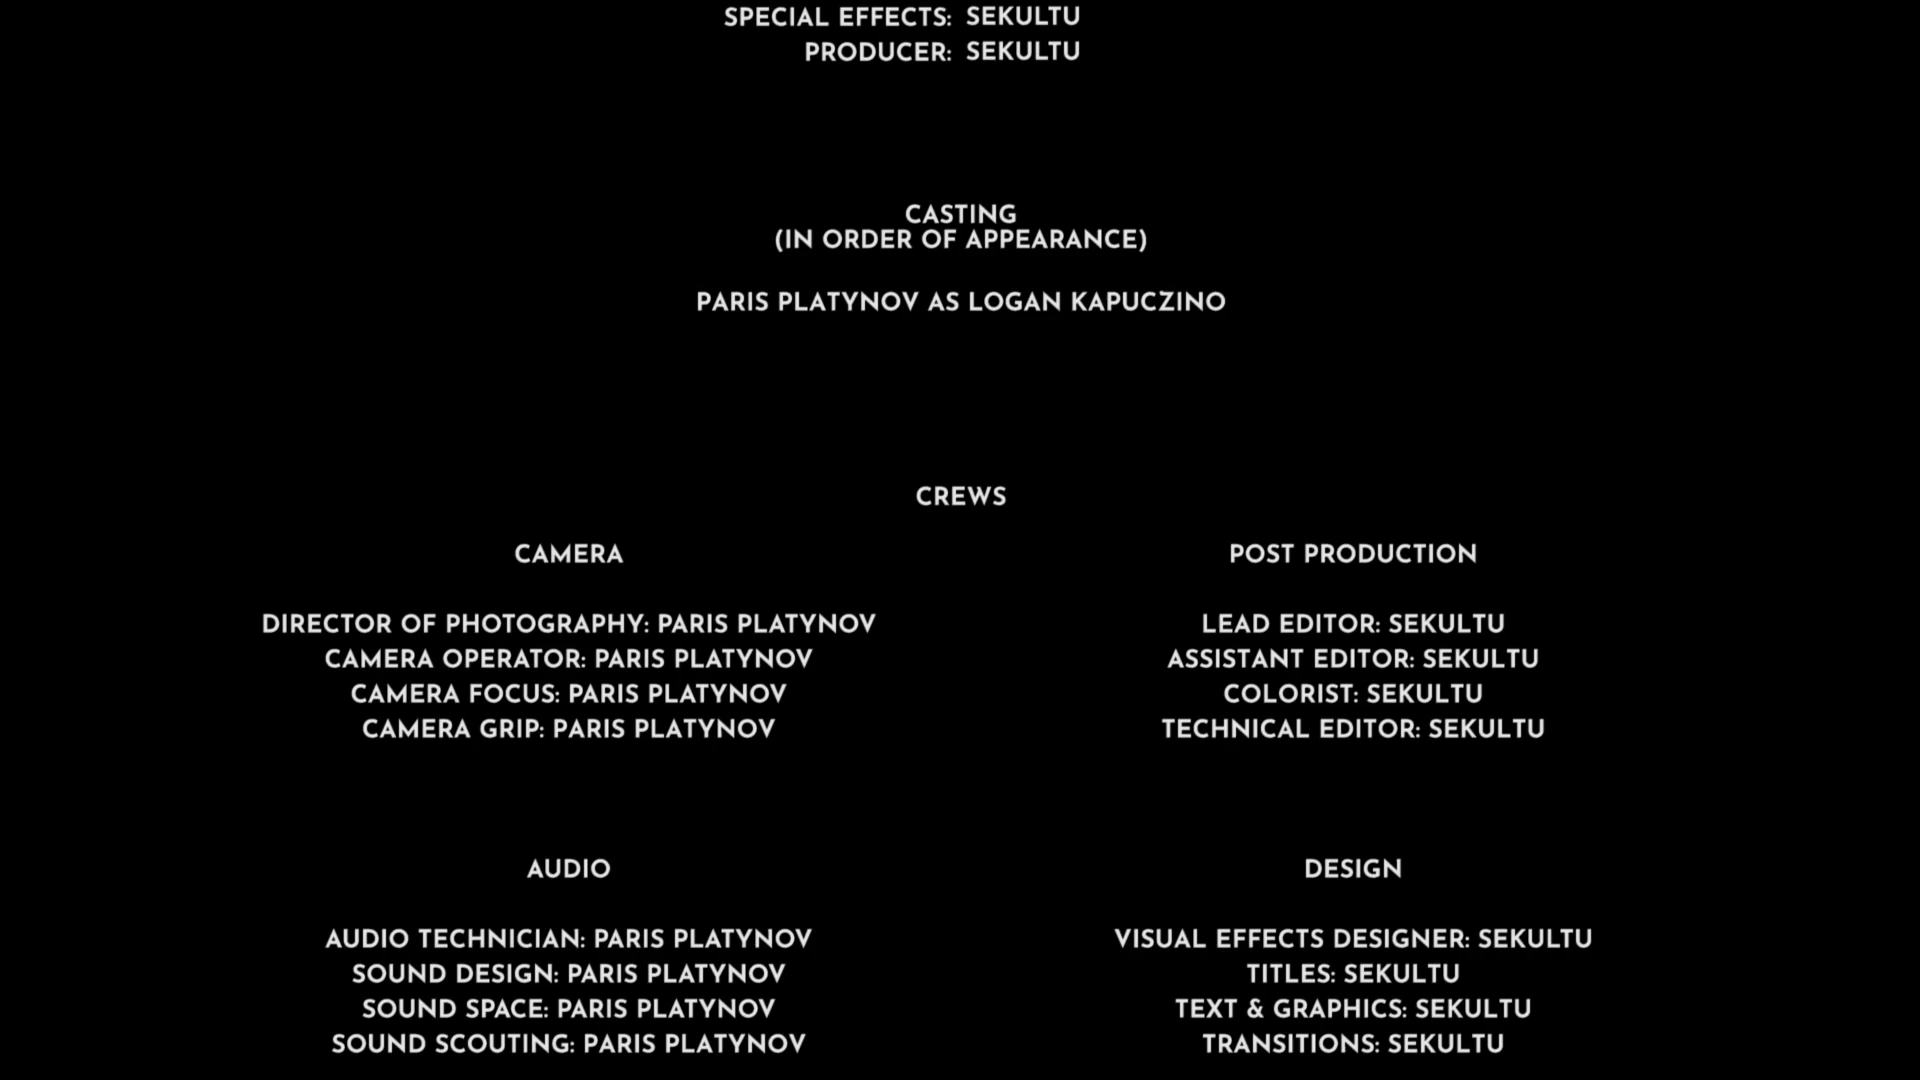 SPECIAL EFFECTS: SEKULTU
PRODUCER: SEKULTU
CASTING
(IN ORDER OF APPEARANCE)
PARIS PLATYNOV AS LOGAN KAPUCZINO
CREWS
CAMERA
DIRECTOR OF PHOTOGRAPHY: PARIS PLATYNOV
CAMERA OPERATOR: PARIS PLATYNOV
CAMERA FOCUS: PARIS PLATYNOV
CAMERA GRIP: PARIS PLATYNOV
POST PRODUCTION
LEAD EDITOR: SEKULTU
ASSISTANT EDITOR: SEKULTU
COLORIST: SEKULTU
TECHNICAL EDITOR: SEKULTU
AUDIO
AUDIO TECHNICIAN: PARIS PLATYNOV
SOUND DESIGN: PARIS PLATYNOV
SOUND SPACE: PARIS PLATYNOV
SOUND SCOUTING: PARIS PLATYNOV
DESIGN
VISUAL EFFECTS DESIGNER: SEKULTU
TITLES: SEKULTU
TEXT & GRAPHICS: SEKULTU
TRANSITIONS: SEKULTU